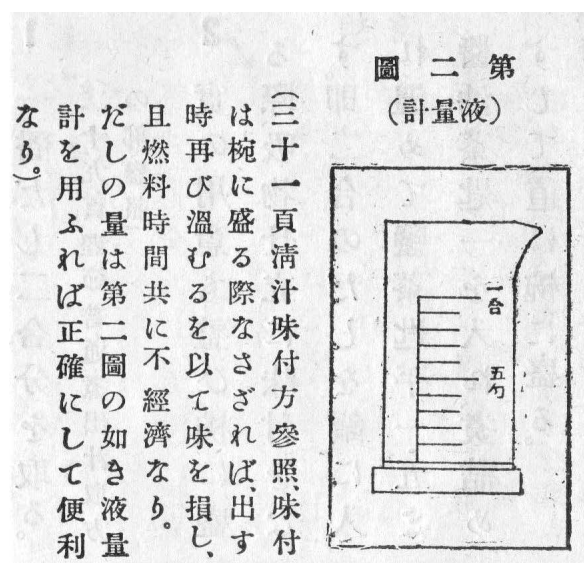 第二圖
(液量計)
一合
五勺
(三十一頁淸汁味付方參照、味付
は椀に盛る際なさざれば、出す
時再び溫むるを以て味を損し、
且燃料時間共に不經濟なり。
だしの量は第二圖の如き液量
計を用ふれば正確にして便利
なり。)